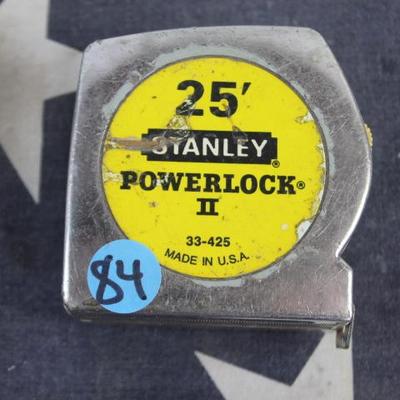 25'
STANLEY®
POWERLOCK®
II
33-425
MADE IN U.S.A.
84